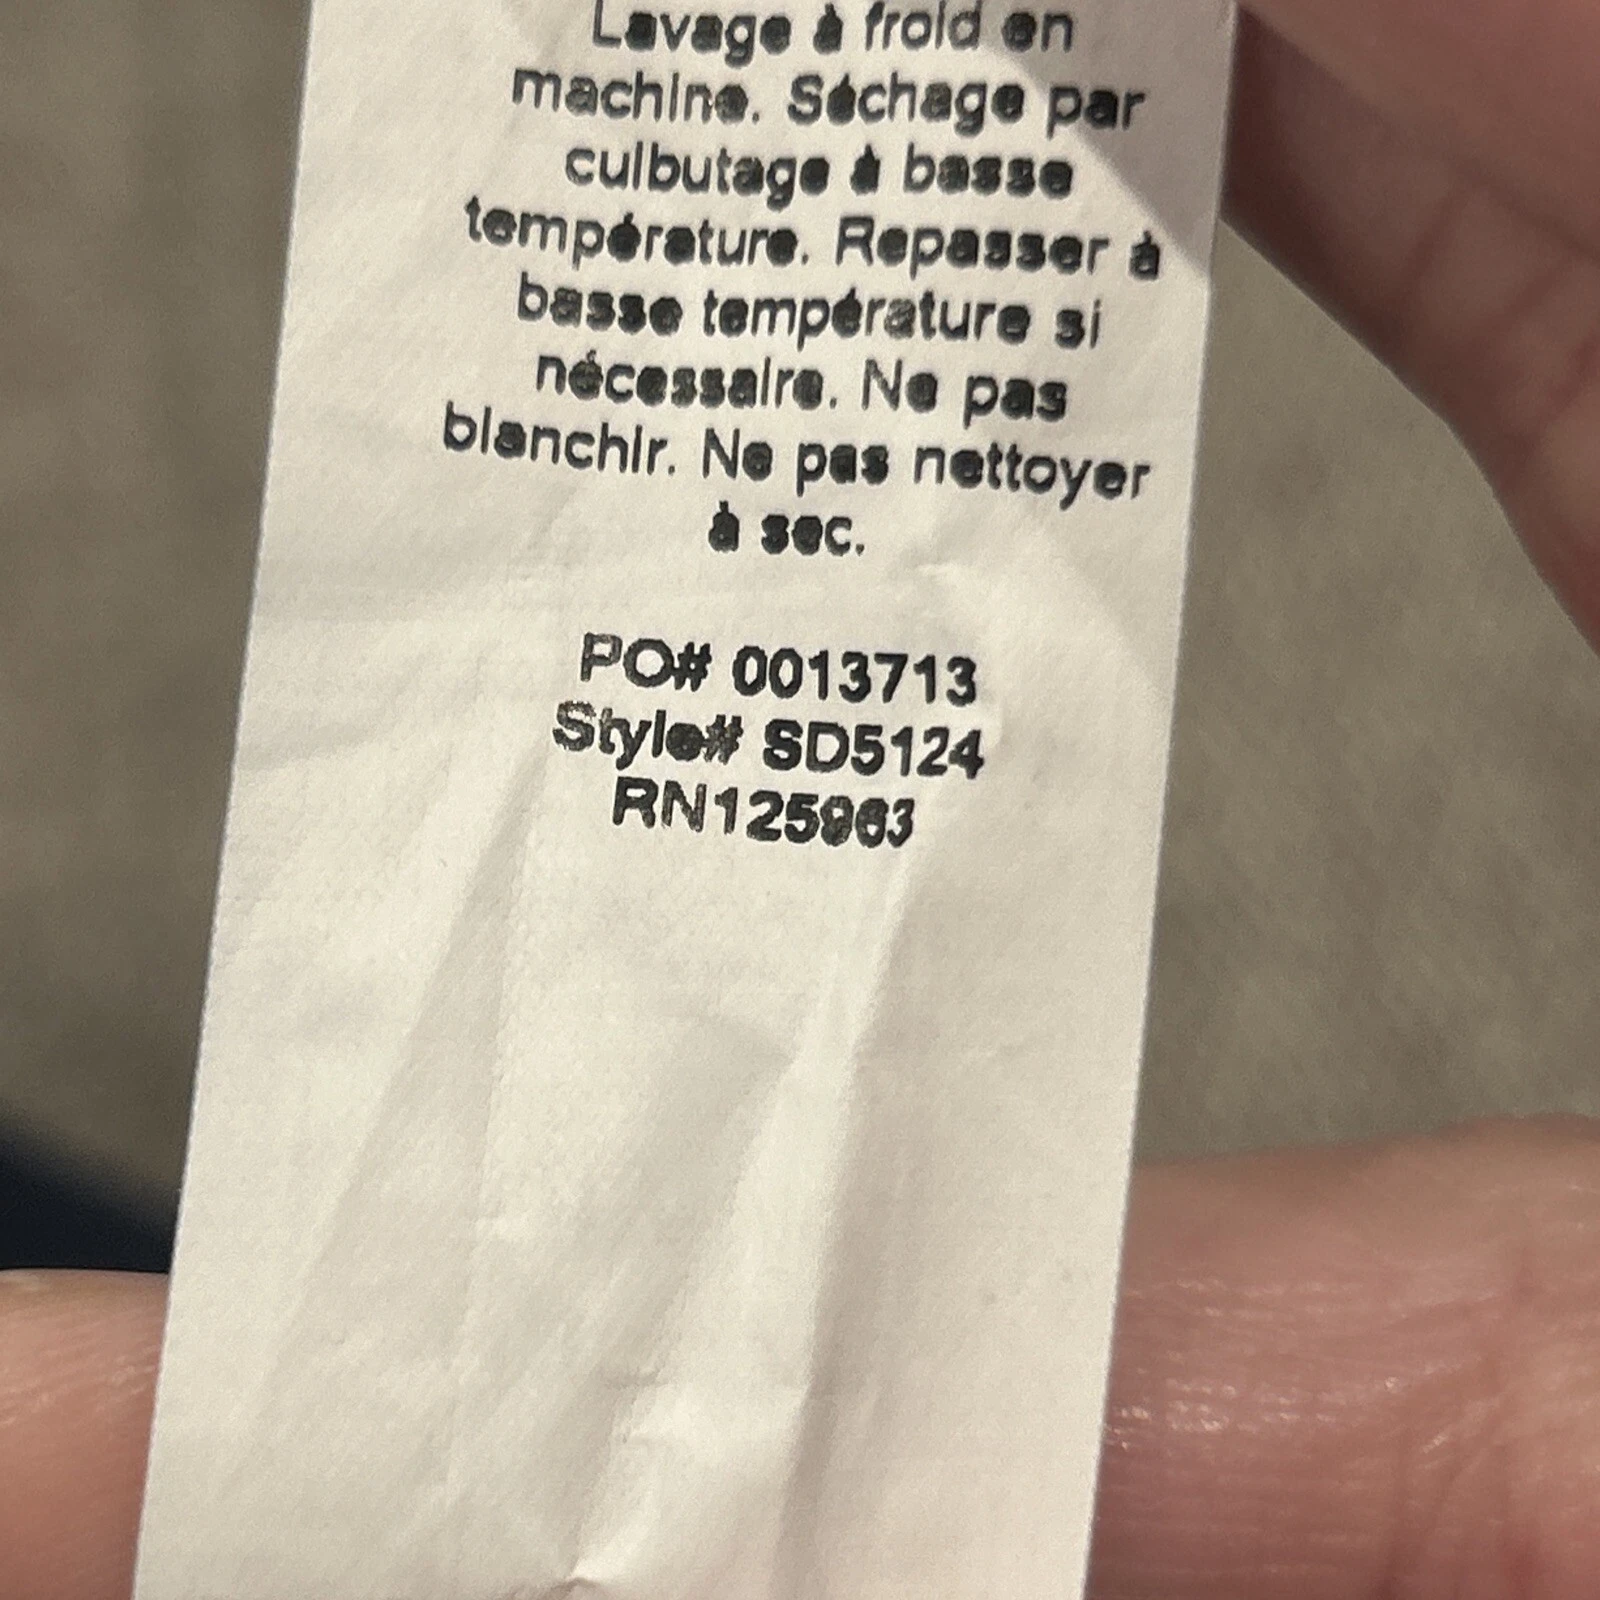 Lavage à froid en
machine. Séchage par
culbutage à basse
température. Repasser à
basse température si
nécessaire. Ne pas
blanchir. Ne pas nettoyer
à sec.
PO# 0013713
Style# SD5124
RN125963